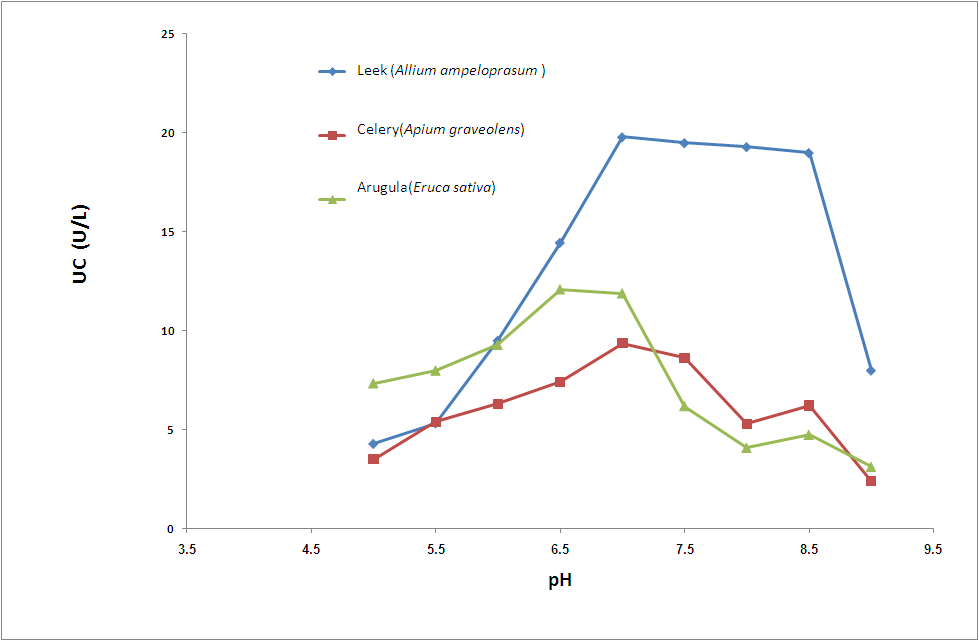 25
20
15
10
5
0
UC (U/L)
Leek (Allium ampeloprasum )
Celery(Apium graveolens)
Arugula(Eruca sativa)
3.5 4.5 5.5 6.5 7.5 8.5 9.5
pH